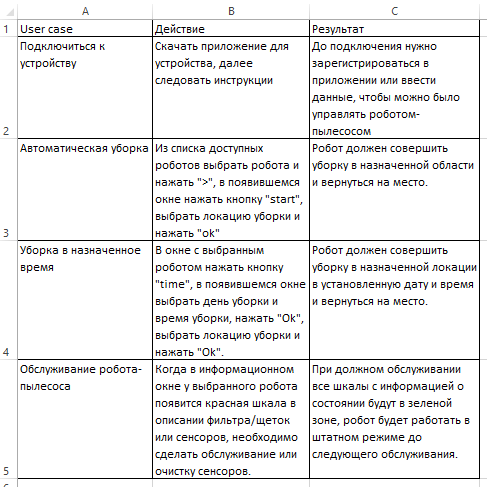 A B C
1 User case Действие Результат
Подключиться к Скачать приложение для До подключения нужно
устройству устройства, далее зарегистрироваться в
следовать инструкции приложении или ввести
данные, чтобы можно было
управлять роботом-
2 пылесосом
Автоматическая уборка Из списка доступных Робот должен совершить
роботов выбрать робота и уборку в назначенной области
нажать ">", в появившемся и вернуться на место.
окне нажать кнопку "start",
выбрать локацию уборки и
3 нажать "ok"
Уборка в назначенное В окне с выбранным Робот должен совершить
время роботом нажать кнопку уборку в назначенной локации
"time", в появившемся окне в установленную дату и время
выбрать день уборки и и вернуться на место.
время уборки, нажать "Ok",
выбрать локацию уборки и
4 нажать "Ok".
Обслуживание робота- Когда в информационном При должном обслуживании
пылесоса окне у выбранного робота все шкалы с информацией о
появится красная шкала в состоянии будут в зеленой
описании фильтра/щеток зоне, робот будет работать в
или сенсоров, необходимо штатном режиме до
сделать обслуживание или следующего обслуживания.
5 очистку сенсоров.